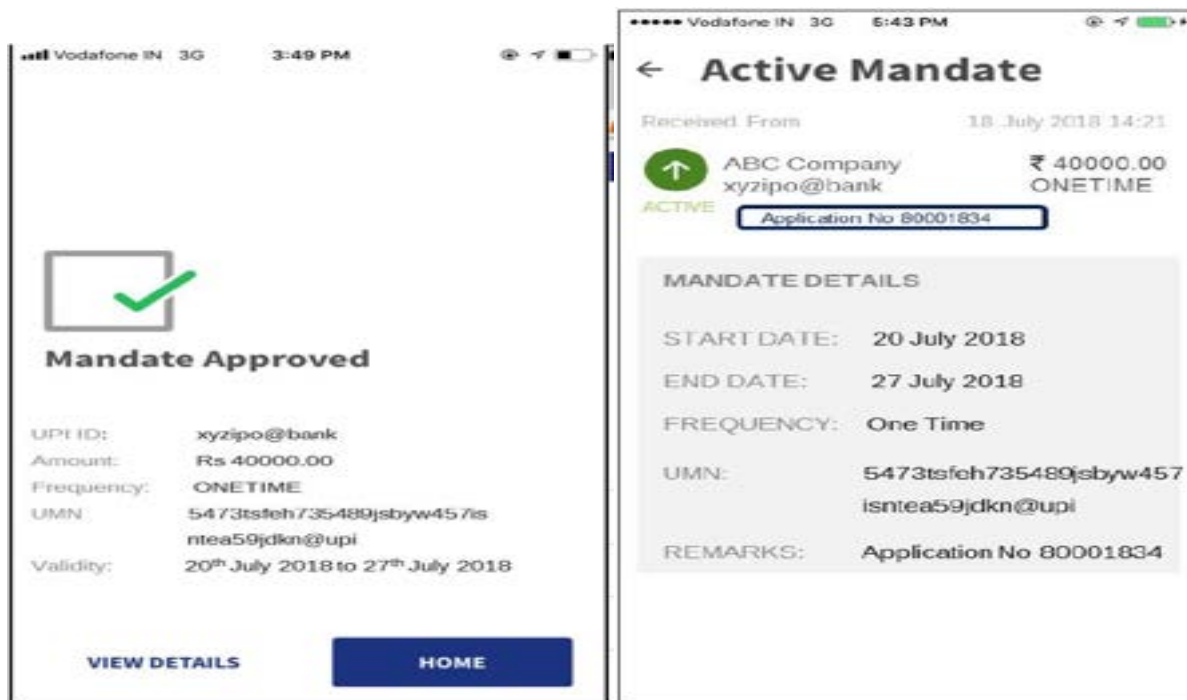 Vodafone IN 3G 3:49 PM
Mandate Approved
UPI ID: xyzipo@bank
Amount: Rs 40000.00
Frequency: ONETIME
UMN 5473tsfeh735489jsbyw457is
ntea59jdkn@upi
Validity: 20th July 2018 to 27th July 2018
VIEW DETAILS HOME
Vodafone IN 3G 5:43 PM
← Active Mandate
Received From 18 July 2018 14:21
ABC Company ₹ 40000.00
xyzipo@bank ONETIME
ACTIVE Application No 80001834
MANDATE DETAILS
START DATE: 20 July 2018
END DATE: 27 July 2018
FREQUENCY: One Time
UMN: 5473tsfeh735489jsbyw457
isntea59jdkn@upi
REMARKS: Application No 80001834